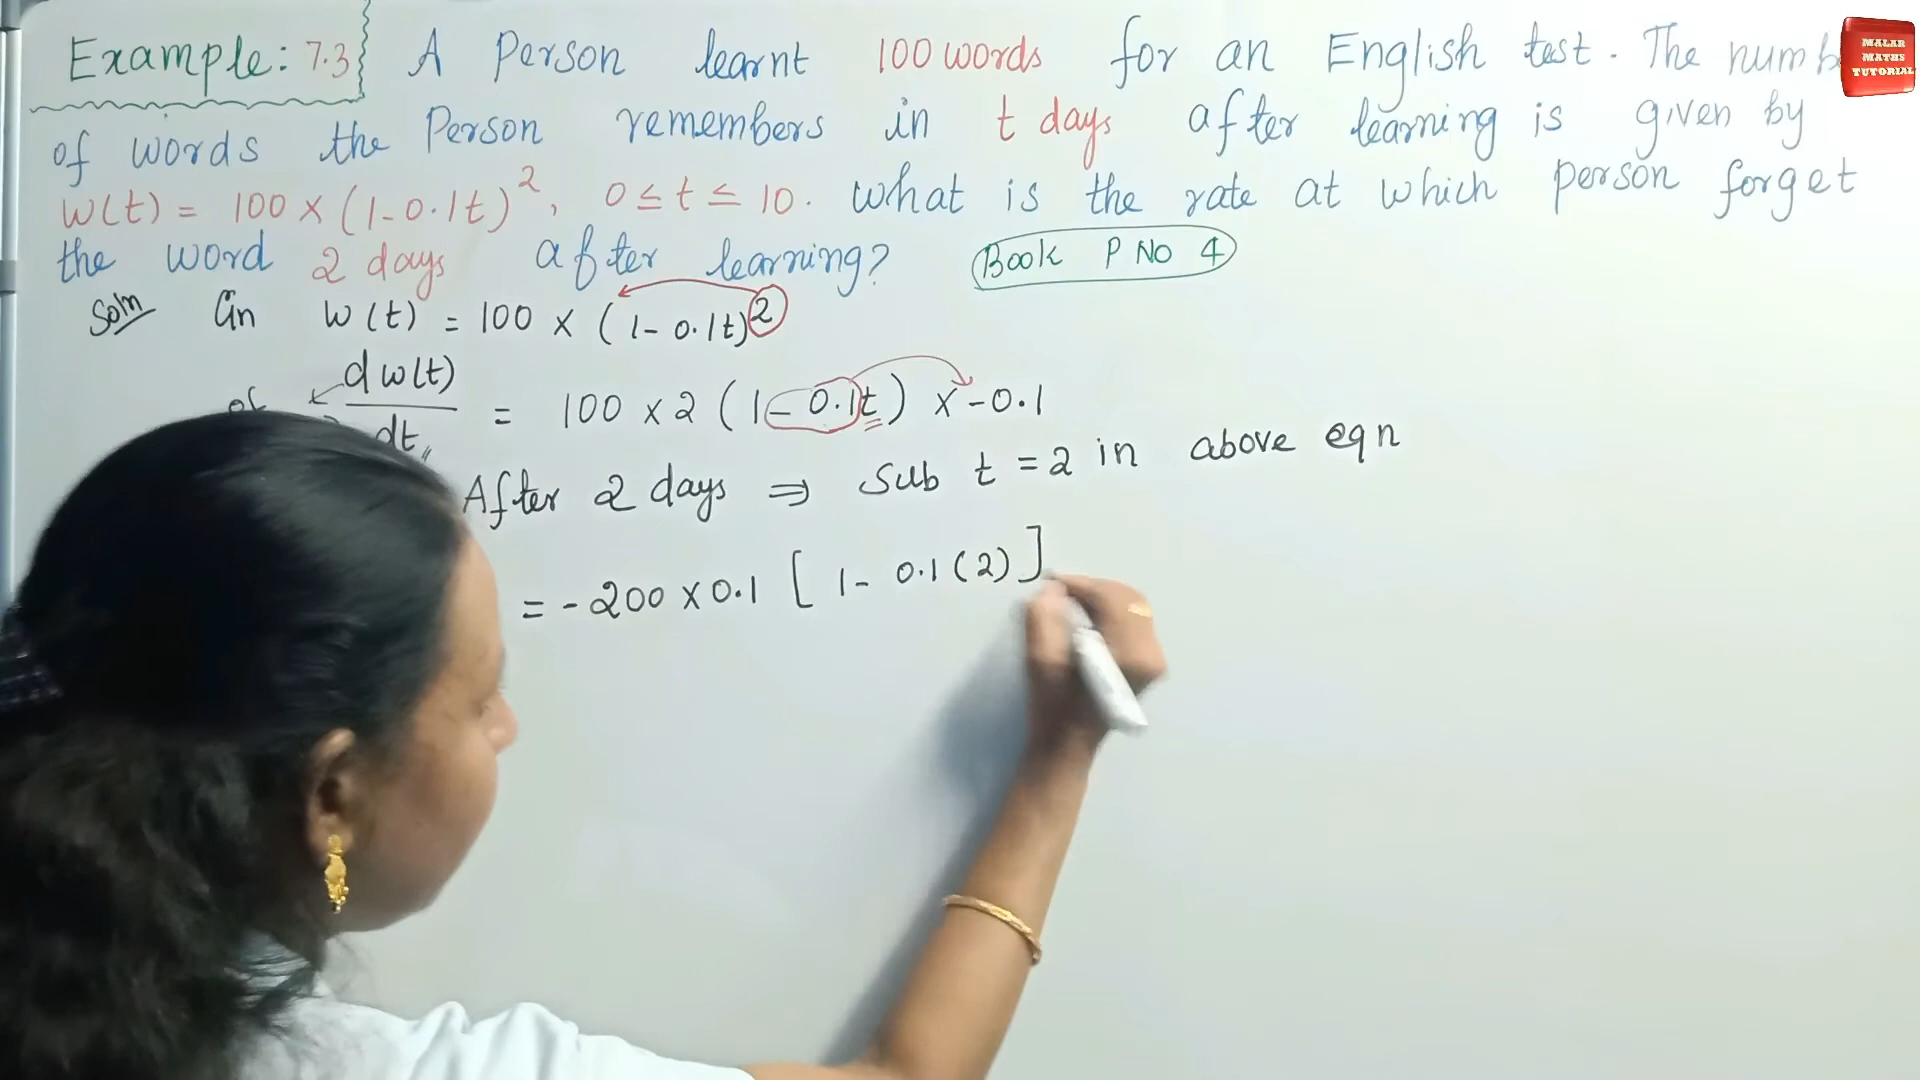 Example: 7.3 A Person learnt 100 words for an English test. The numb
of words the Person remembers in t days after learning is given by
W(t) = 100 × (1-0.1t)², 0 ≤ t ≤ 10. What is the rate at which person forget
the word 2 days after learning? Book P NO 4
Soln Gn W(t) = 100 × (1-0.1t)²
dw(t)/dt = 100 × 2 (1-0.1t) × -0.1
After 2 days ⇒ Sub t = 2 in above eqn
= -200 × 0.1 [1- 0.1(2)]
MALAR
MATHS
TUTORIAL